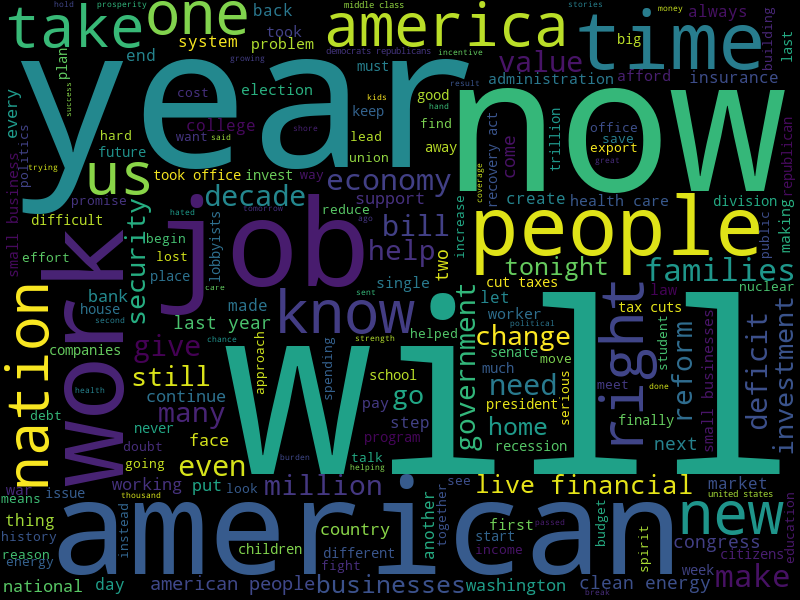 hold prosperity middle class stories money
take one back america always time building last
system took problem big
democrats republicans incentive
year end growing must value administration afford insurance
plan success cost election good now
every politics hard college keep want said kids hand find result
future shore lead union away recovery act come trillion office save export great republican
trying us took office invest way coverage
small business promise decade economy support create health care division
difficult security hated tomorrow reduce bill people public making
effort begin job ago help increase
lost lobbyists two tonight families
work place care sent single cut taxes nuclear
bank house made know let worker government right law tax cuts
nation second last year helped political
companies give chance strength change senate move student reform small businesses deficit investment
approach spending will much serious meet
still school go need president done
health continue pay home finally
debt many step next
never face program recession
doubt talk
going even burden helping
war means issue working put look million see live financial market united states
thousand american another together new education
thing instead country first budget passed
history start spirit congress
reason children different income citizens
energy fight week
national day american people businesses washington clean energy make
break